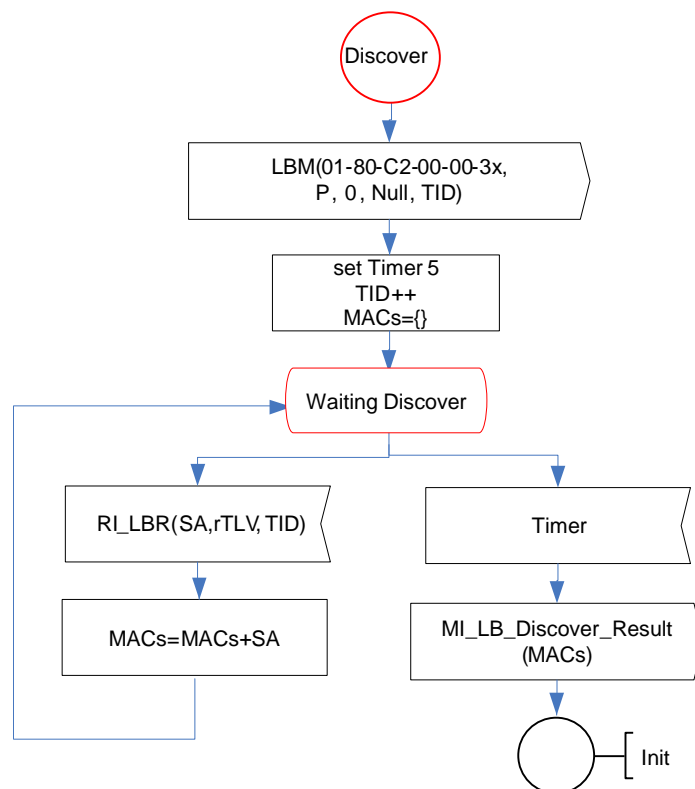 Discover
LBM(01-80-C2-00-00-3x,
P, 0, Null, TID)
set Timer 5
TID++
MACs={}
Waiting Discover
RI_LBR(SA,rTLV, TID)
Timer
MACs=MACs+SA
MI_LB_Discover_Result
(MACs)
Init